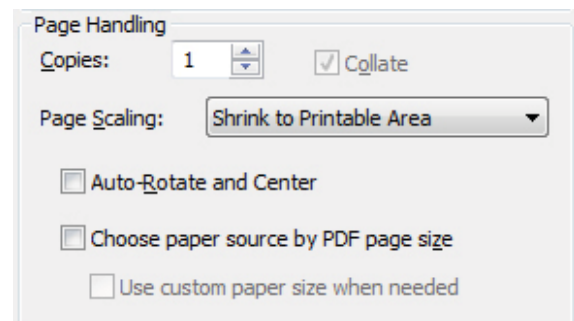 Page Handling
Copies: 1 Collate
Page Scaling: Shrink to Printable Area
Auto-Rotate and Center
Choose paper source by PDF page size
Use custom paper size when needed